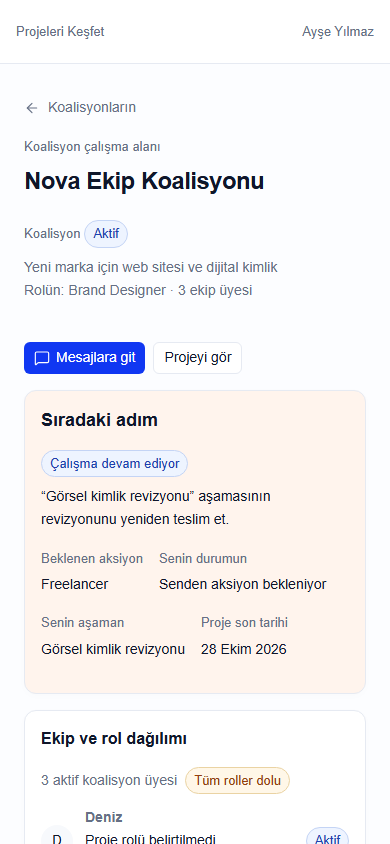 Projeleri Keşfet
Ayşe Yılmaz
← Koalisyonların
Koalisyon çalışma alanı
Nova Ekip Koalisyonu
Koalisyon Aktif
Yeni marka için web sitesi ve dijital kimlik
Rolün: Brand Designer · 3 ekip üyesi
Mesajlara git
Projeyi gör
Sıradaki adım
Çalışma devam ediyor
“Görsel kimlik revizyonu” aşamasının
revizyonunu yeniden teslim et.
Beklenen aksiyon
Freelancer
Senin durumun
Senden aksiyon bekleniyor
Senin aşaman
Görsel kimlik revizyonu
Proje son tarihi
28 Ekim 2026
Ekip ve rol dağılımı
3 aktif koalisyon üyesi
Tüm roller dolu
D
Deniz
Proje rolü belirtilmedi
Aktif